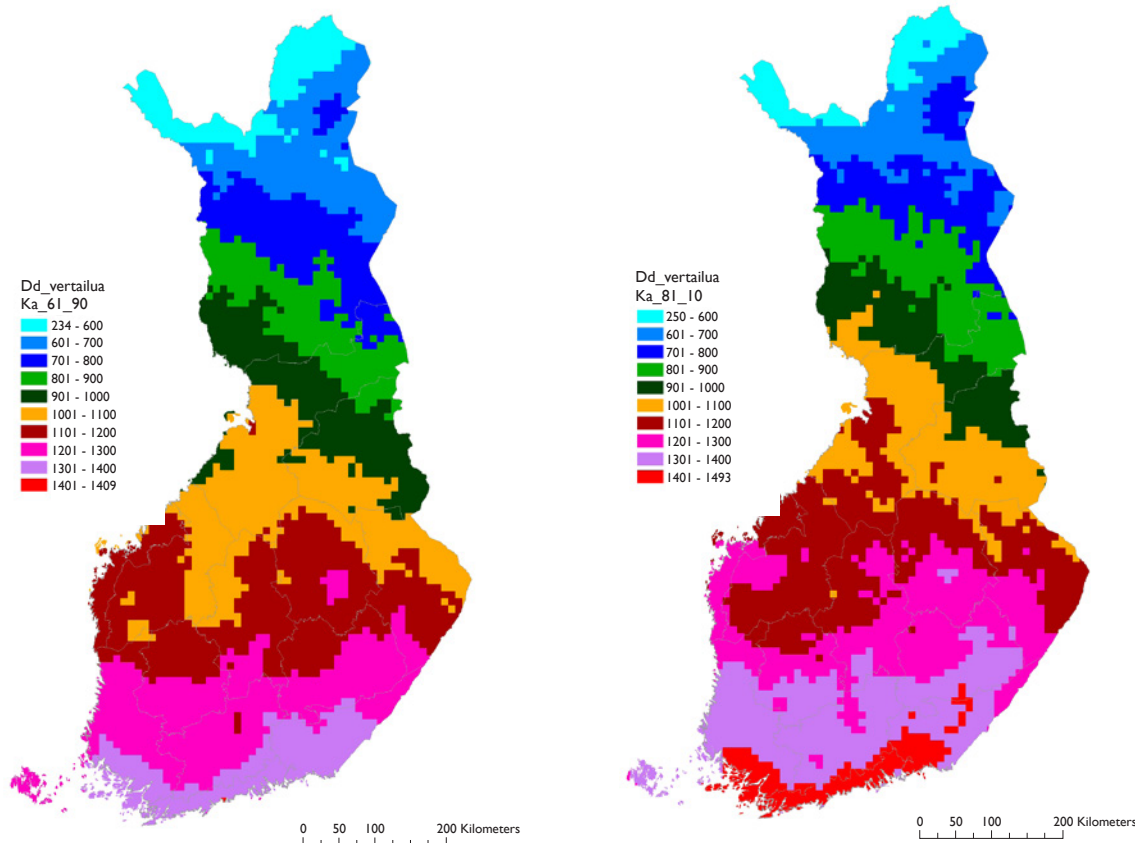 Dd_vertailua
Ka_61_90
234 - 600
601 - 700
701 - 800
801 - 900
901 - 1000
1001 - 1100
1101 - 1200
1201 - 1300
1301 - 1400
1401 - 1409
0 50 100 200 Kilometers
Dd_vertailua
Ka_81_10
250 - 600
601 - 700
701 - 800
801 - 900
901 - 1000
1001 - 1100
1101 - 1200
1201 - 1300
1301 - 1400
1401 - 1493
0 50 100 200 Kilometers